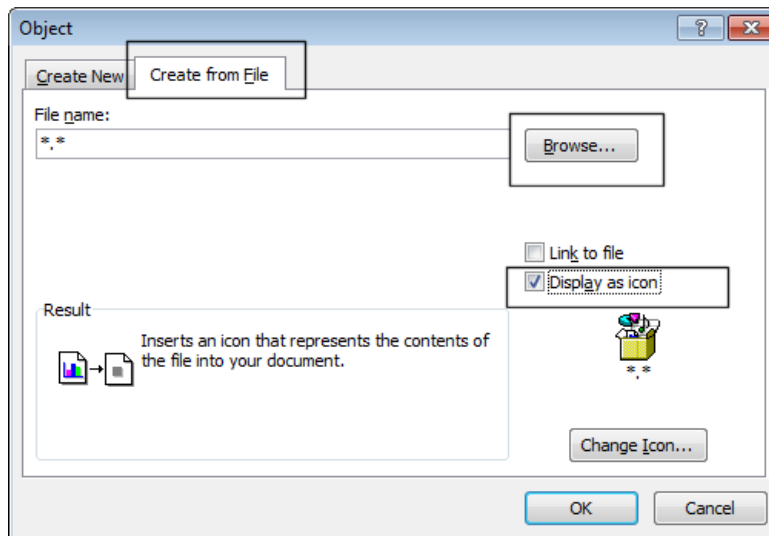 Object
Create New
Create from File
File name:
*.*
Browse...
Link to file
Display as icon
Result
Inserts an icon that represents the contents of
the file into your document.
*.*
Change Icon...
OK
Cancel